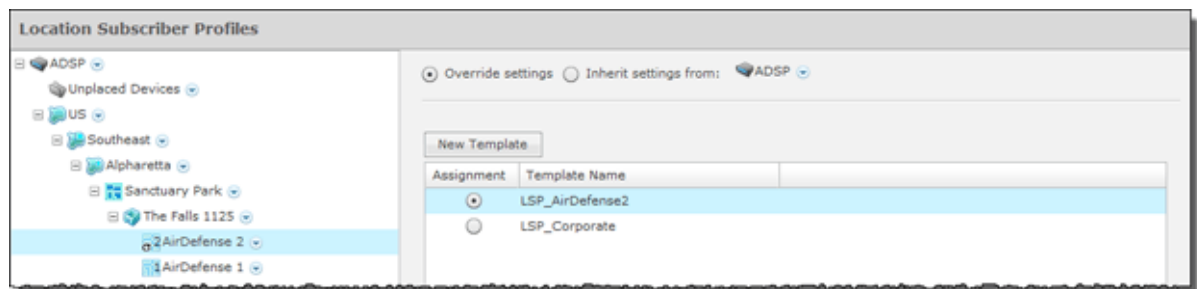 Location Subscriber Profiles
ADSP
Unplaced Devices
US
Southeast
Alpharetta
Sanctuary Park
The Falls 1125
2AirDefense 2
1AirDefense 1
Override settings Inherit settings from: ADSP
New Template
Assignment Template Name
LSP_AirDefense2
LSP_Corporate